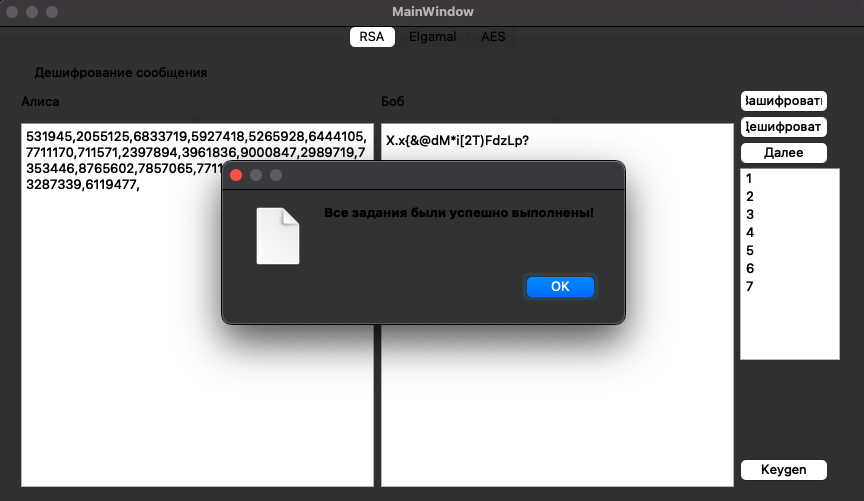 MainWindow
RSA
Elgamal
AES
Дешифрование сообщения
Алиса
Боб
531945,2055125,6833719,5927418,5265928,6444105,
7711170,711571,2397894,3961836,9000847,2989719,7
353446,8765602,7857065,7711
3287339,6119477,
X.x{&@dM*i[2T)FdzLp?
Зашифровать
Дешифроват
Далее
1
2
3
4
5
6
7
Keygen
Все задания были успешно выполнены!
OK